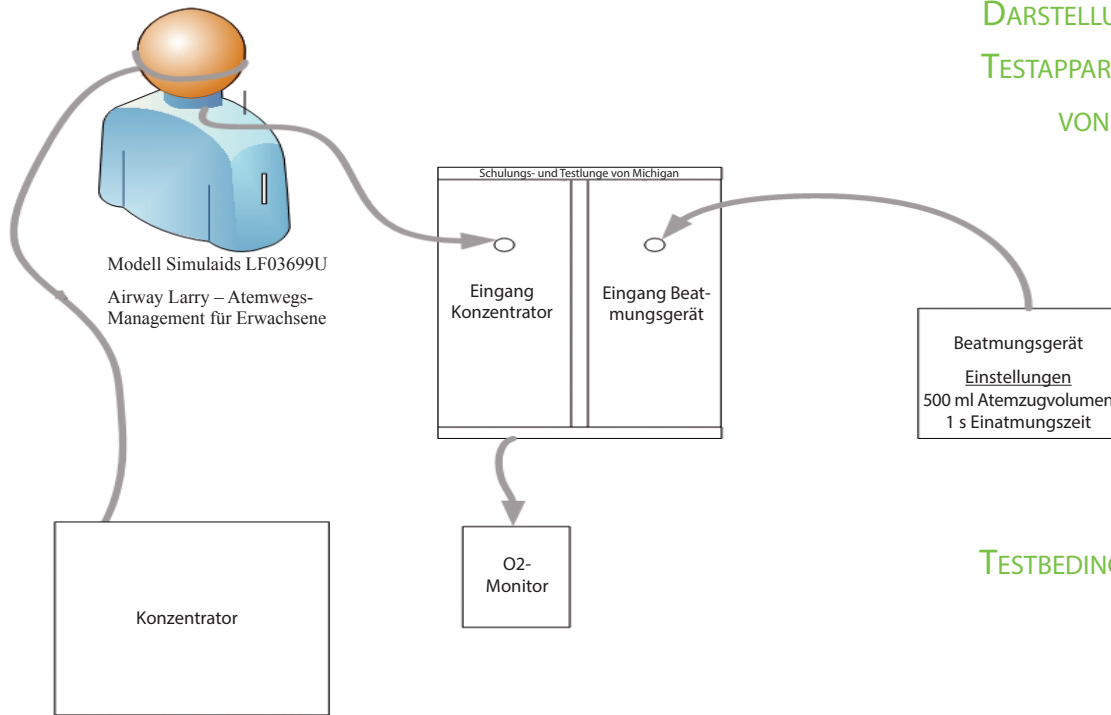 DARSTELLU
TESTAPPAR
VON
Schulungs- und Testlunge von Michigan
Modell Simulaids LF03699U
Airway Larry – Atemwegs-
Management für Erwachsene
Eingang
Konzentrator
Eingang Beat-
mungsgerät
Beatmungsgerät
Einstellungen
500 ml Atemzugvolumen
1 s Einatmungszeit
O2-
Monitor
TESTBEDING
Konzentrator